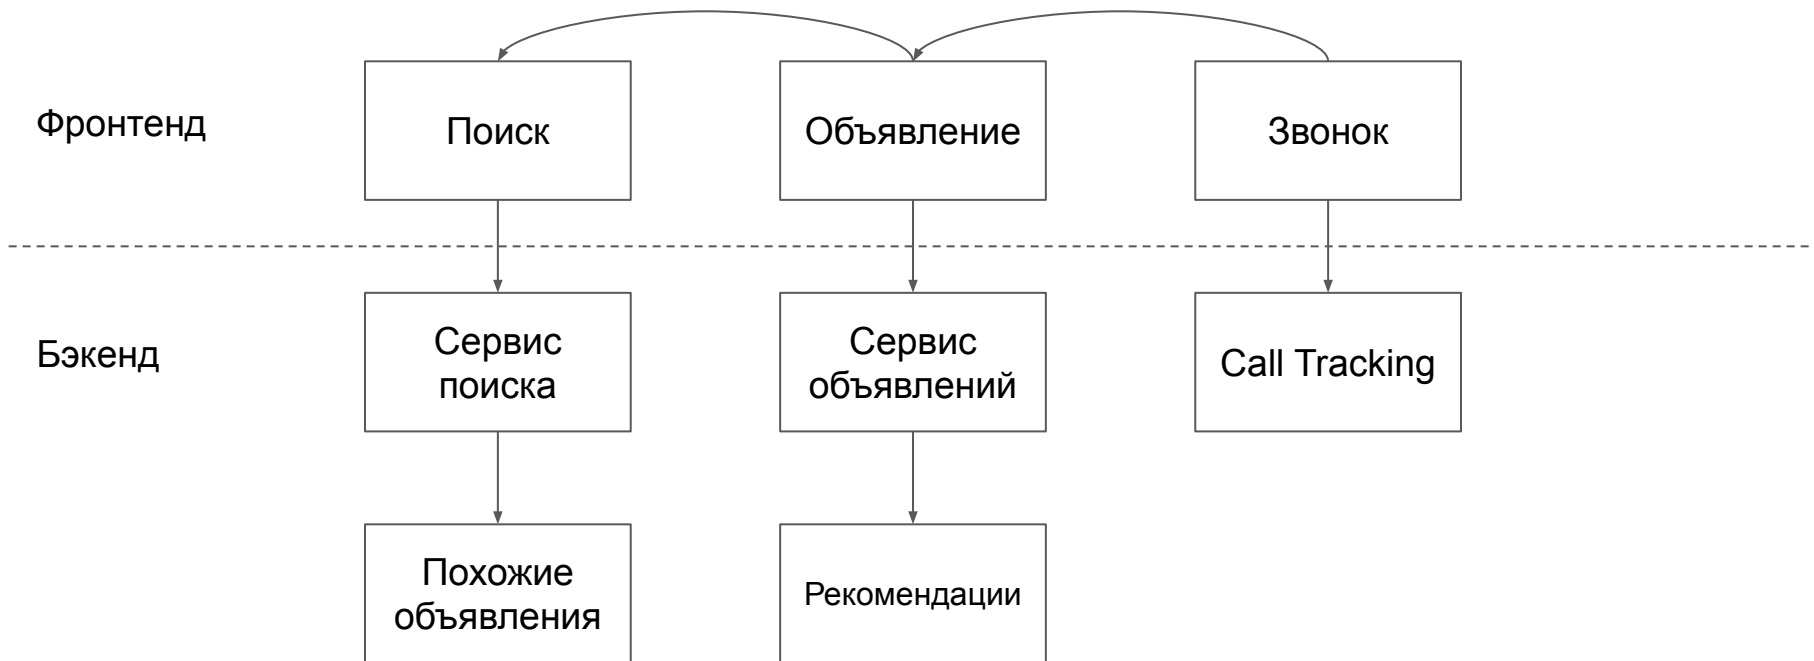 Фронтенд
Поиск
Объявление
Звонок
Бэкенд
Сервис
поиска
Сервис
объявлений
Call Tracking
Похожие
объявления
Рекомендации